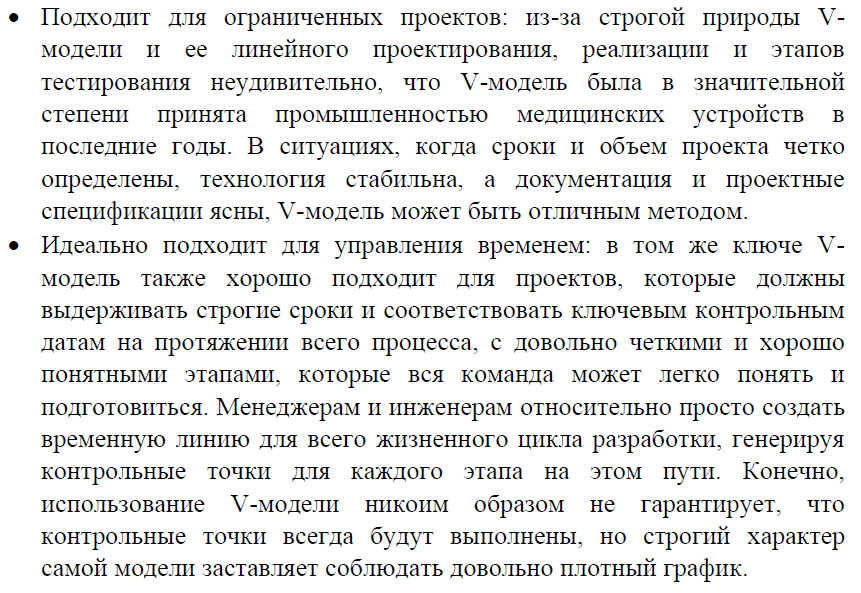 • Подходит для ограниченных проектов: из-за строгой природы V-
модели и ее линейного проектирования, реализации и этапов
тестирования неудивительно, что V-модель была в значительной
степени принята промышленностью медицинских устройств в
последние годы. В ситуациях, когда сроки и объем проекта четко
определены, технология стабильна, а документация и проектные
спецификации ясны, V-модель может быть отличным методом.
• Идеально подходит для управления временем: в том же ключе V-
модель также хорошо подходит для проектов, которые должны
выдерживать строгие сроки и соответствовать ключевым контрольным
датам на протяжении всего процесса, с довольно четкими и хорошо
понятными этапами, которые вся команда может легко понять и
подготовиться. Менеджерам и инженерам относительно просто создать
временную линию для всего жизненного цикла разработки, генерируя
контрольные точки для каждого этапа на этом пути. Конечно,
использование V-модели никоим образом не гарантирует, что
контрольные точки всегда будут выполнены, но строгий характер
самой модели заставляет соблюдать довольно плотный график.